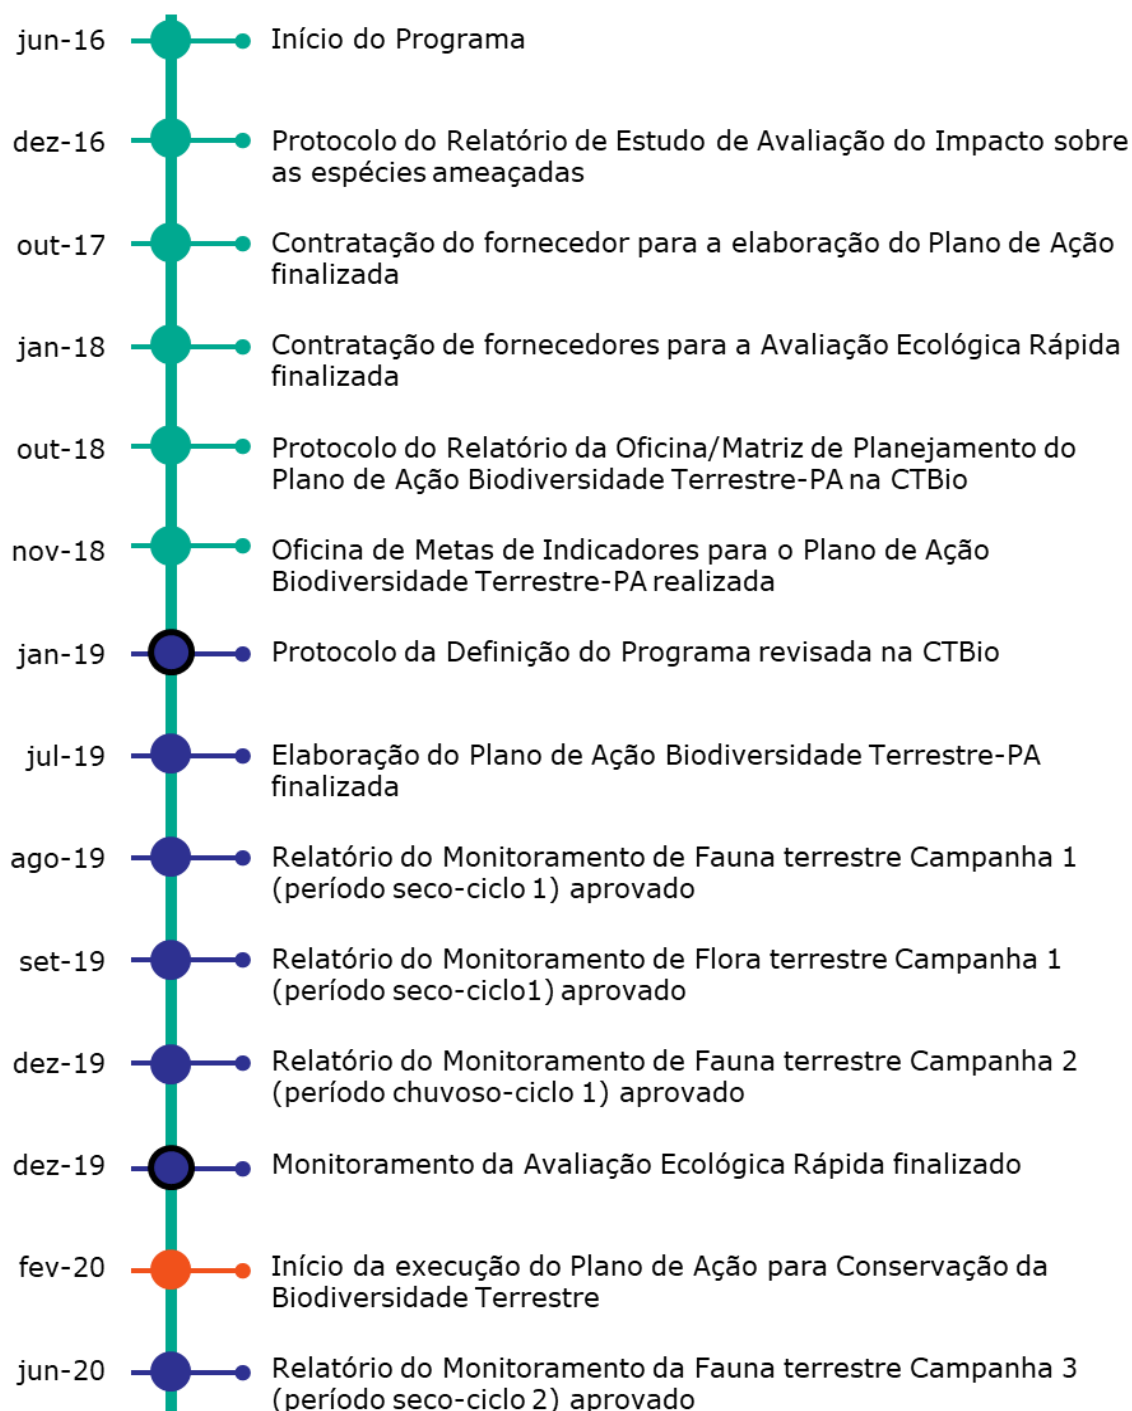 jun-16 Início do Programa
dez-16 Protocolo do Relatório de Estudo de Avaliação do Impacto sobre
as espécies ameaçadas
out-17 Contratação do fornecedor para a elaboração do Plano de Ação
finalizada
jan-18 Contratação de fornecedores para a Avaliação Ecológica Rápida
finalizada
out-18 Protocolo do Relatório da Oficina/Matriz de Planejamento do
Plano de Ação Biodiversidade Terrestre-PA na CTBio
nov-18 Oficina de Metas de Indicadores para o Plano de Ação
Biodiversidade Terrestre-PA realizada
jan-19 Protocolo da Definição do Programa revisada na CTBio
jul-19 Elaboração do Plano de Ação Biodiversidade Terrestre-PA
finalizada
ago-19 Relatório do Monitoramento de Fauna terrestre Campanha 1
(período seco-ciclo 1) aprovado
set-19 Relatório do Monitoramento de Flora terrestre Campanha 1
(período seco-ciclo1) aprovado
dez-19 Relatório do Monitoramento de Fauna terrestre Campanha 2
(período chuvoso-ciclo 1) aprovado
dez-19 Monitoramento da Avaliação Ecológica Rápida finalizado
fev-20 Início da execução do Plano de Ação para Conservação da
Biodiversidade Terrestre
jun-20 Relatório do Monitoramento da Fauna terrestre Campanha 3
(período seco-ciclo 2) aprovado